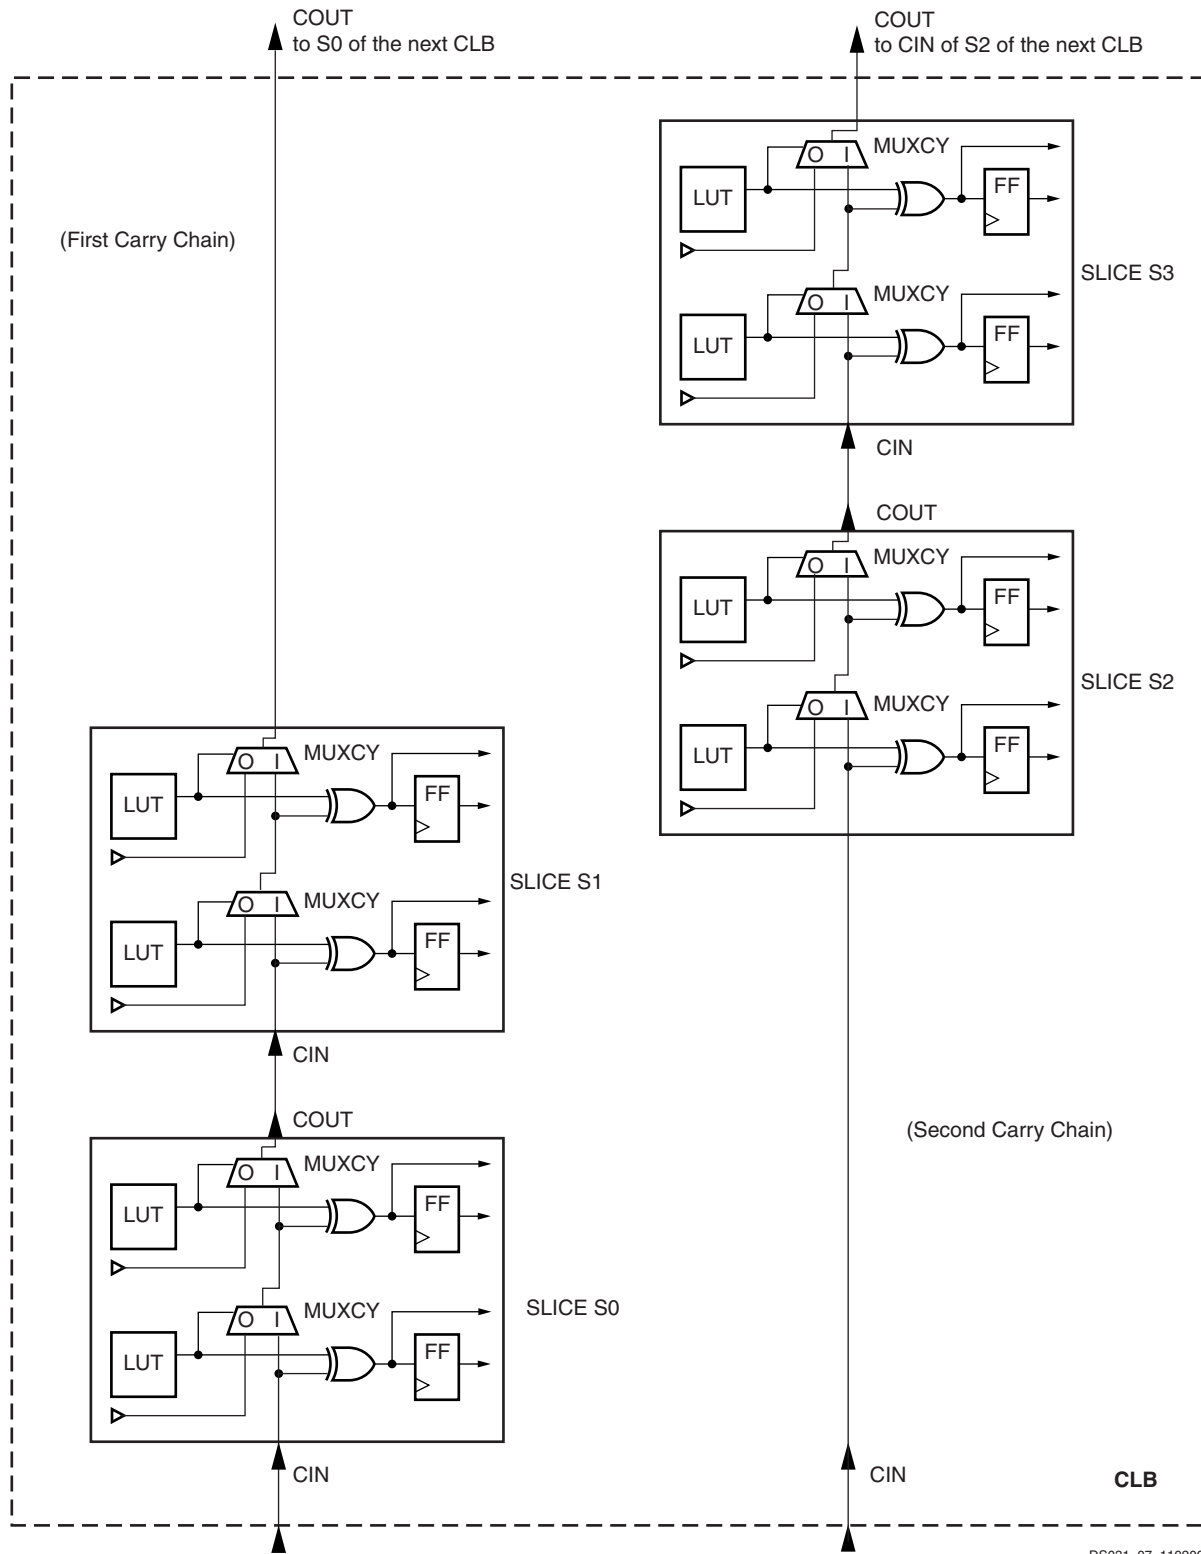 COUT
to S0 of the next CLB
COUT
to CIN of S2 of the next CLB
(First Carry Chain)
O I MUXCY
LUT
FF
SLICE S3
O I MUXCY
LUT
FF
CIN
COUT
O I MUXCY
LUT
FF
SLICE S2
O I MUXCY
LUT
FF
O I MUXCY
LUT
FF
SLICE S1
O I MUXCY
LUT
FF
CIN
COUT
(Second Carry Chain)
O I MUXCY
LUT
FF
SLICE S0
O I MUXCY
LUT
FF
CIN
CIN
CLB